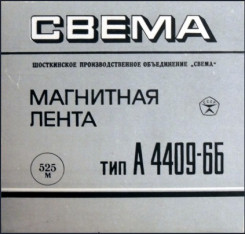 СВЕМА
ШОСТКИНСКОЕ ПРОИЗВОДСТВЕННОЕ ОБЪЕДИНЕНИЕ „СВЕМА"
МАГНИТНАЯ
ЛЕНТА
525 М
ТИП А 4409-6Б